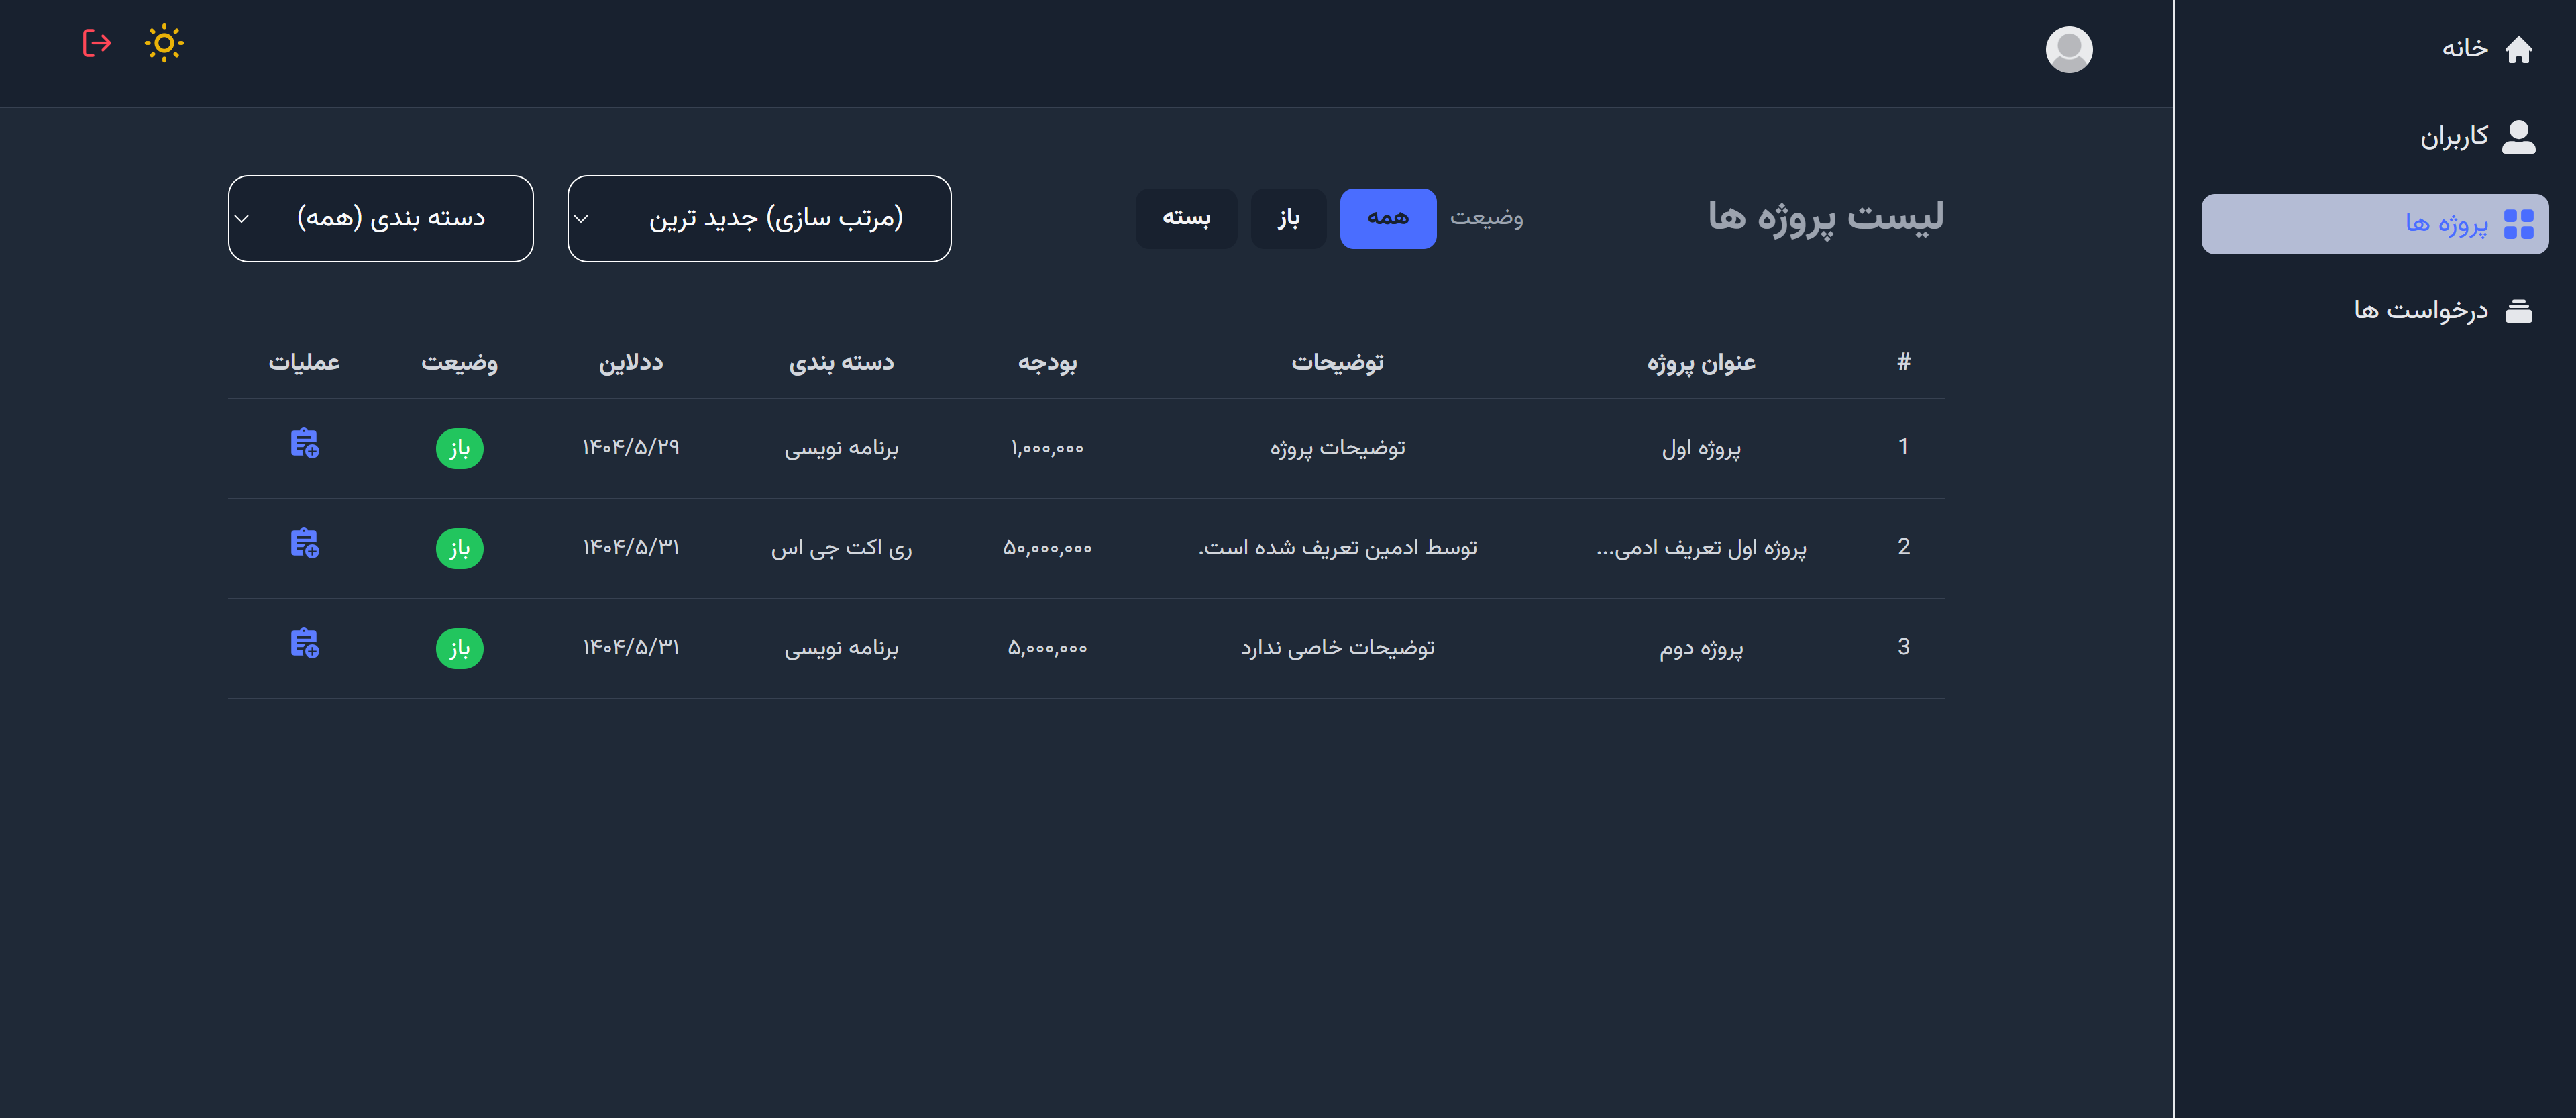 خانه
کاربران
پروژه ها
درخواست ها
لیست پروژه ها
وضعیت همه باز بسته
(مرتب سازی) جدید ترین
دسته بندی (همه)
# عنوان پروژه توضیحات بودجه دسته بندی ددلاین وضیعت عملیات
1 پروژه اول توضیحات پروژه ۱,۰۰۰,۰۰۰ برنامه نویسی ۱۴۰۴/۵/۲۹ باز
2 پروژه اول تعریف ادمی... توسط ادمین تعریف شده است. ۵۰,۰۰۰,۰۰۰ ری اکت جی اس ۱۴۰۴/۵/۳۱ باز
3 پروژه دوم توضیحات خاصی ندارد ۵,۰۰۰,۰۰۰ برنامه نویسی ۱۴۰۴/۵/۳۱ باز